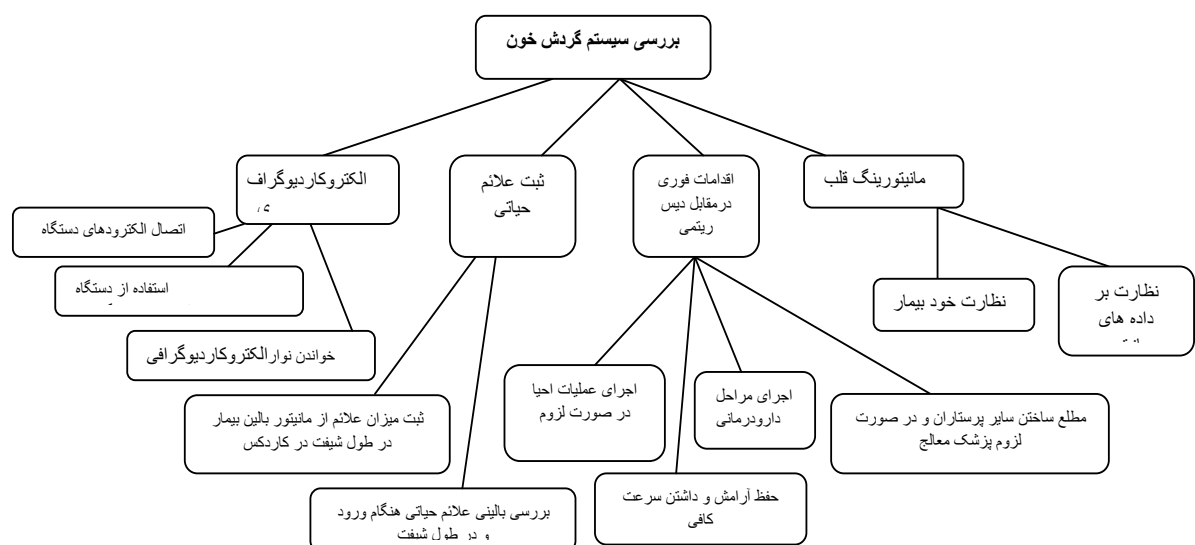 بررسی سیستم گردش خون
مانیتورینگ قلب
اقدامات فوری
درمقابل دیس
ریتمی
ثبت علائم
حیاتی
الکتروکاردیوگراف
ی
نظارت بر
داده های
نظارت خود بیمار
مطلع ساختن سایر پرستاران و در صورت
لزوم پزشک معالج
اجرای مراحل
دارودرمانی
حفظ آرامش و داشتن سرعت
کافی
اجرای عملیات احیا
در صورت لزوم
بررسی بالینی علائم حیاتی هنگام ورود
و در طول شیفت
ثبت میزان علائم از مانیتور بالین بیمار
در طول شیفت در کاردکس
اتصال الکترودهای دستگاه
استفاده از دستگاه
خواندن نوارالکتروکاردیوگرافی